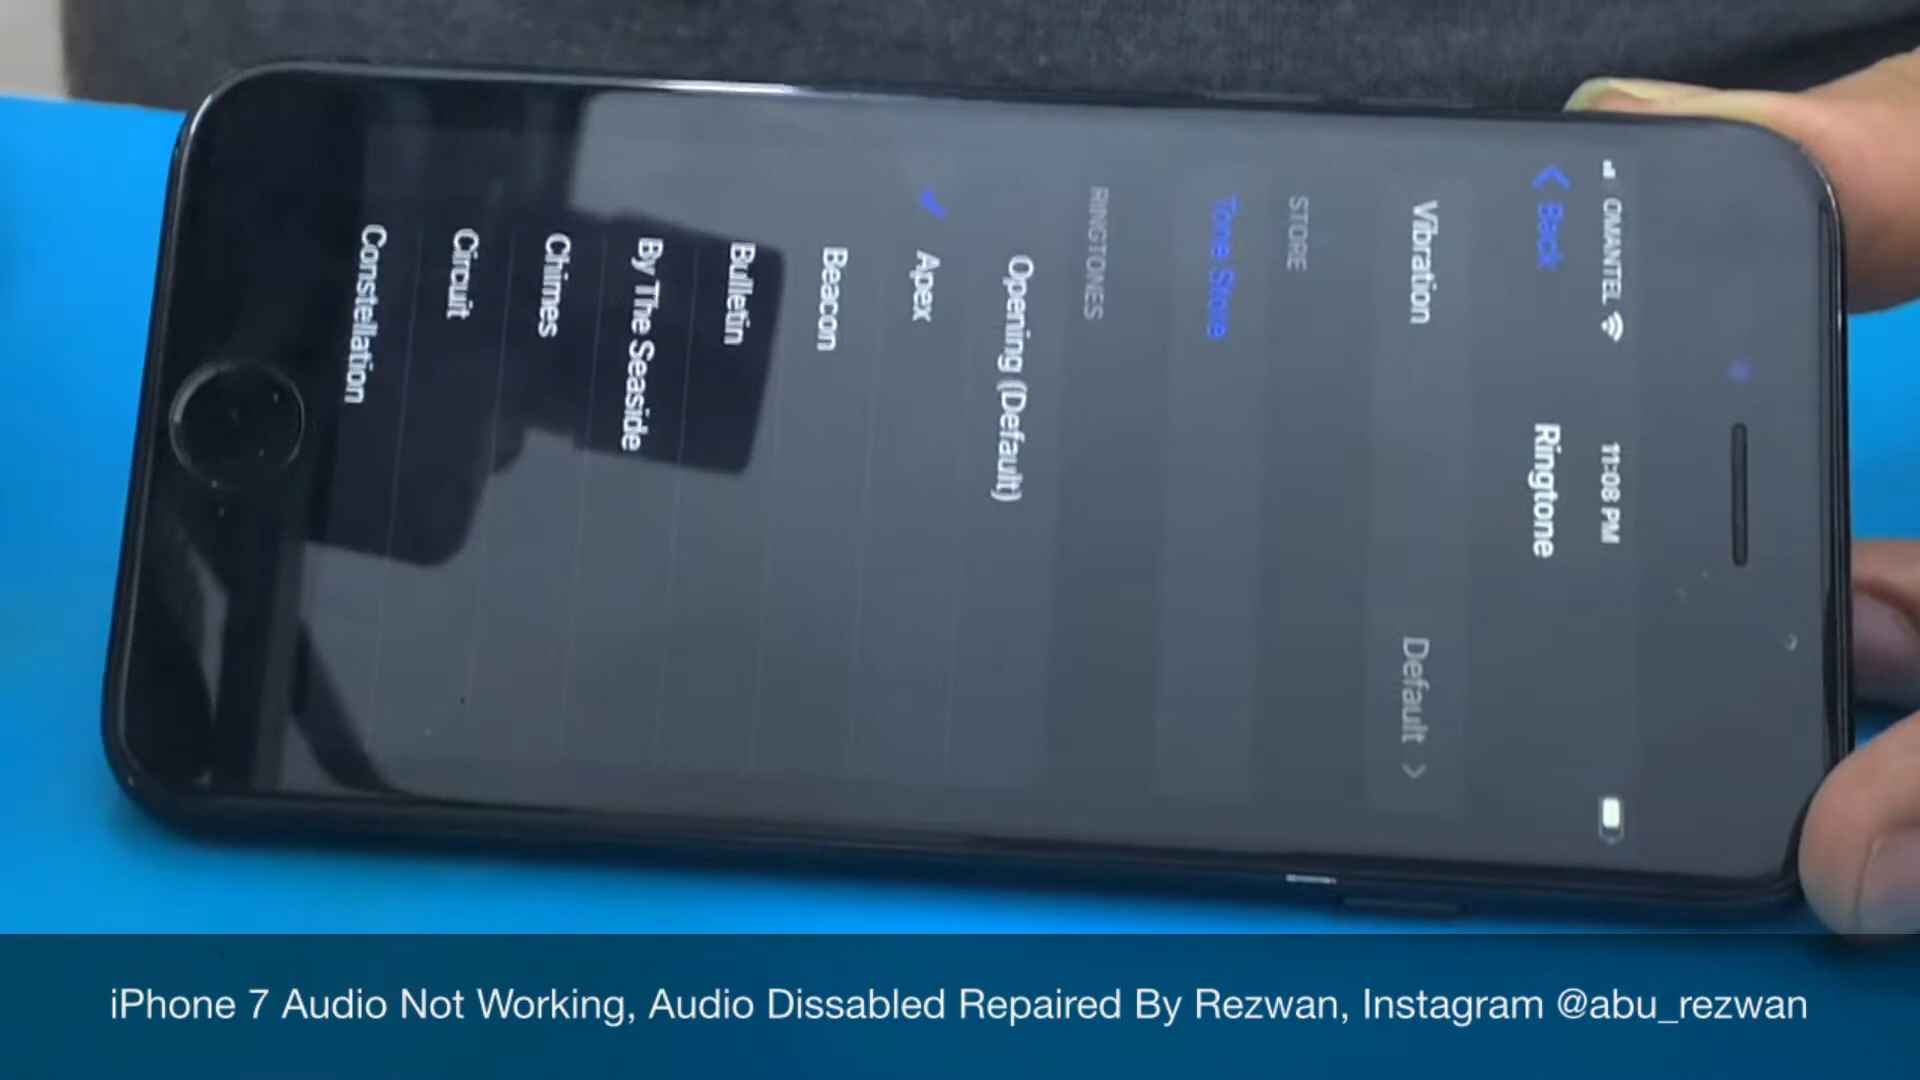 OMANTEL 11:08 PM
Back Ringtone
Vibration Default
STORE
Tone Store
RINGTONES
Opening (Default)
Apex
Beacon
Bulletin
By The Seaside
Chimes
Circuit
Constellation
iPhone 7 Audio Not Working, Audio Dissabled Repaired By Rezwan, Instagram @abu_rezwan